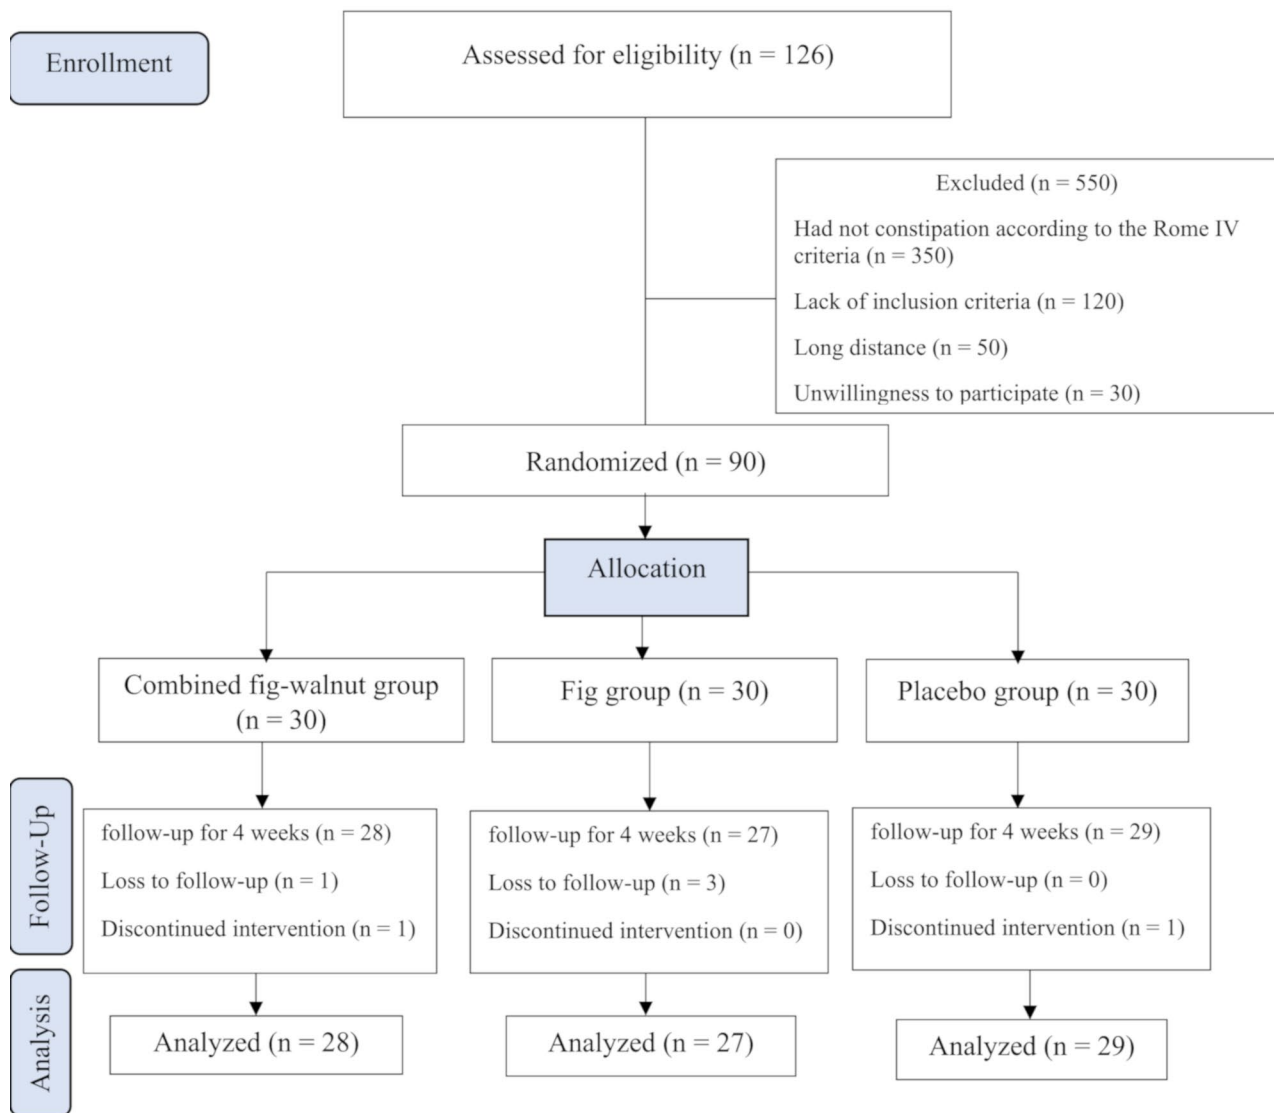 Enrollment
Assessed for eligibility (n = 126)
Excluded (n = 550)
Had not constipation according to the Rome IV
criteria (n = 350)
Lack of inclusion criteria (n = 120)
Long distance (n = 50)
Unwillingness to participate (n = 30)
Randomized (n = 90)
Allocation
Combined fig-walnut group
(n = 30)
Fig group (n = 30)
Placebo group (n = 30)
Follow-Up
follow-up for 4 weeks (n = 28)
Loss to follow-up (n = 1)
Discontinued intervention (n = 1)
follow-up for 4 weeks (n = 27)
Loss to follow-up (n = 3)
Discontinued intervention (n = 0)
follow-up for 4 weeks (n = 29)
Loss to follow-up (n = 0)
Discontinued intervention (n = 1)
Analysis
Analyzed (n = 28)
Analyzed (n = 27)
Analyzed (n = 29)